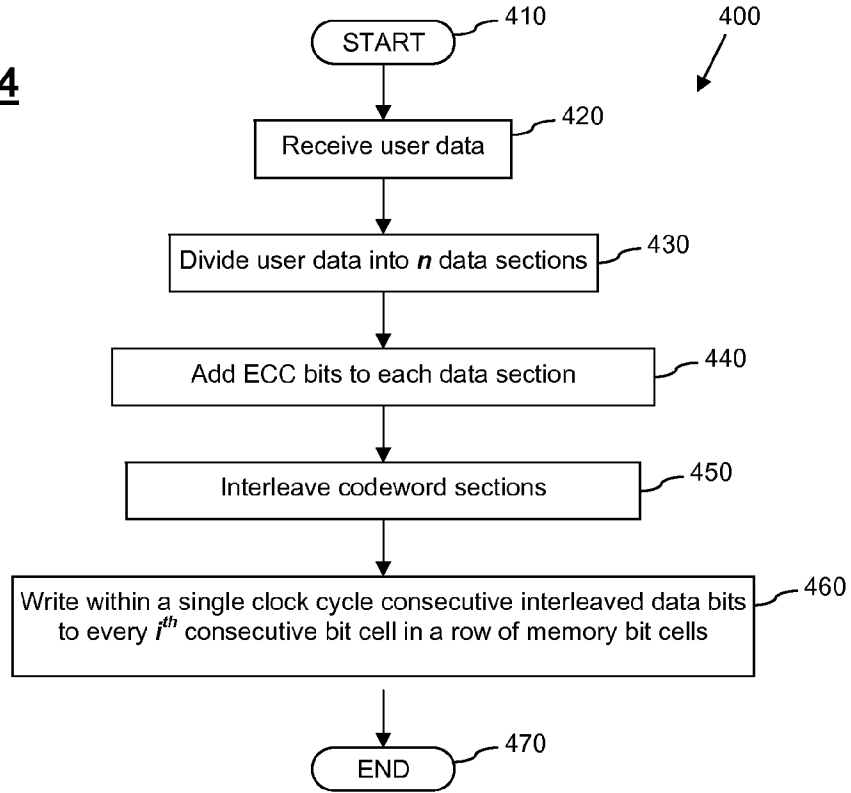 4
START
410
400
Receive user data
420
Divide user data into n data sections
430
Add ECC bits to each data section
440
Interleave codeword sections
450
Write within a single clock cycle consecutive interleaved data bits
to every i^th consecutive bit cell in a row of memory bit cells
460
END
470